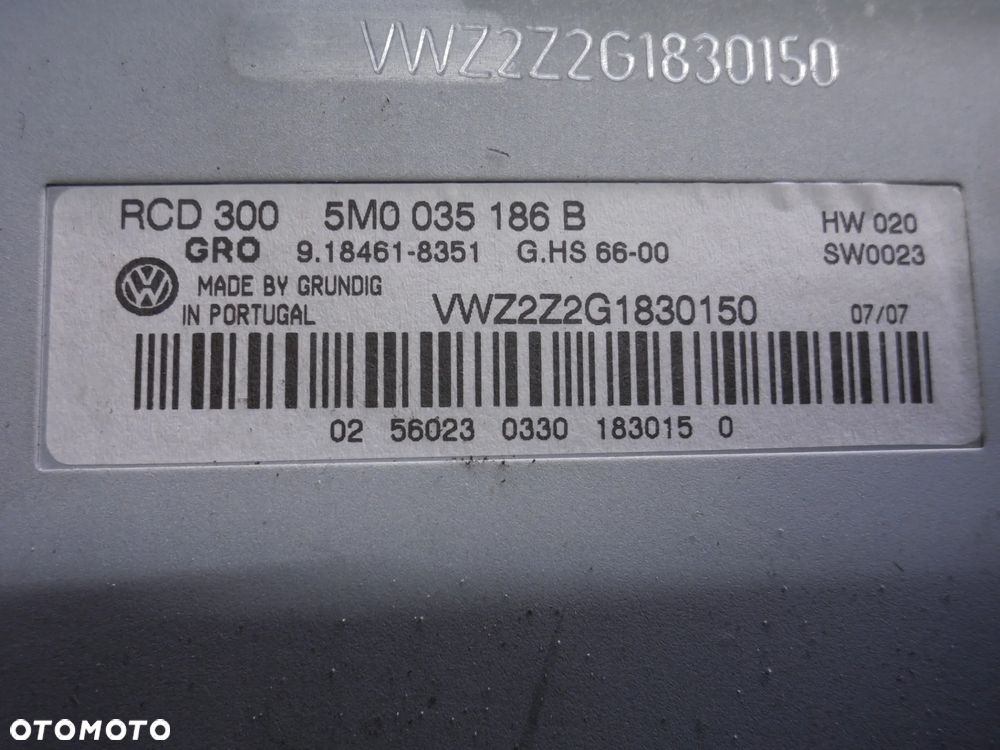 VWZ2Z2G1830150
RCD 300 5M0 035 186 B HW 020
GRO 9.18461-8351 G.HS 66-00 SW0023
MADE BY GRUNDIG
IN PORTUGAL VWZ2Z2G1830150 07/07
02 56023 0330 183015 0
OTOMOTO